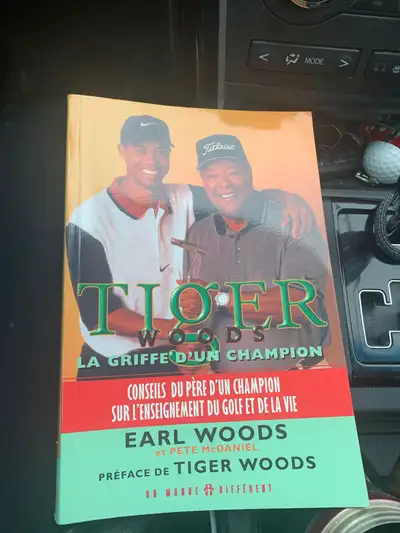 MODE
Titleist
TIGER
WOODS
LA GRIFFE D'UN CHAMPION
CONSEILS DU PÈRE D'UN CHAMPION
SUR L'ENSEIGNEMENT DU GOLF ET DE LA VIE
EARL WOODS
et PETE McDANIEL
PRÉFACE DE TIGER WOODS
UN MONDE DIFFÉRENT